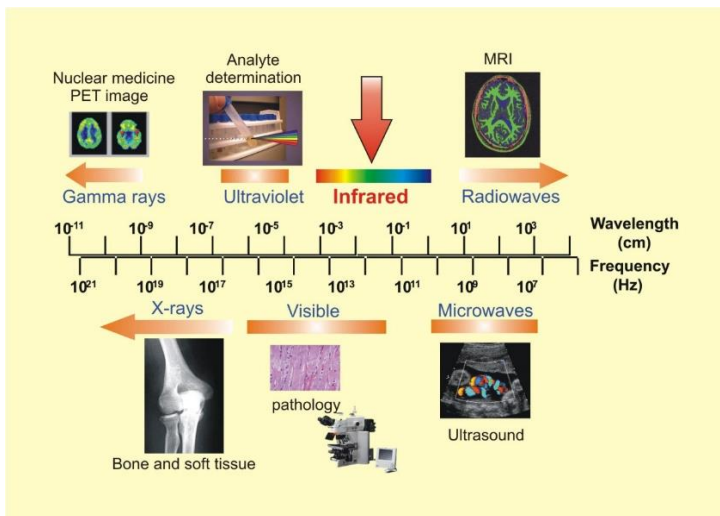 Nuclear medicine
PET image
Analyte
determination
MRI
Gamma rays
Ultraviolet
Infrared
Radiowaves
10⁻¹¹ 10⁻⁹ 10⁻⁷ 10⁻⁵ 10⁻³ 10⁻¹ 10¹ 10³ Wavelength
(cm)
10²¹ 10¹⁹ 10¹⁷ 10¹⁵ 10¹³ 10¹¹ 10⁹ 10⁷ Frequency
(Hz)
X-rays
Visible
Microwaves
pathology
Ultrasound
Bone and soft tissue